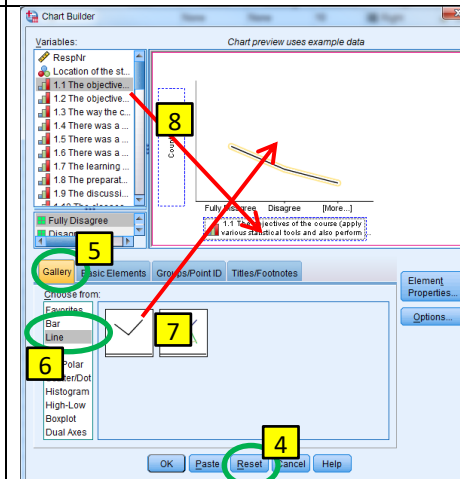 Chart Builder
Variables:
Chart preview uses example data
RespNr
Location of the st...
1.1 The objective...
1.2 The objective...
1.3 The way the c...
1.4 There was a ...
1.5 There was a ...
1.6 There was a ...
1.7 The learning ...
1.8 The preparat...
1.9 The discussi...
8
Fully Disagree
Disagree
[More...]
1.1 The objectives of the course (apply
various statistical tools and also perform
Fully Disagree
Disagree
5
Gallery
Basic Elements
Groups/Point ID
Titles/Footnotes
Element
Properties...
Options...
Choose from:
Favorites
Bar
Line
7
6
Polar
Histogram
High-Low
Boxplot
Dual Axes
4
OK
Paste
Reset
Cancel
Help